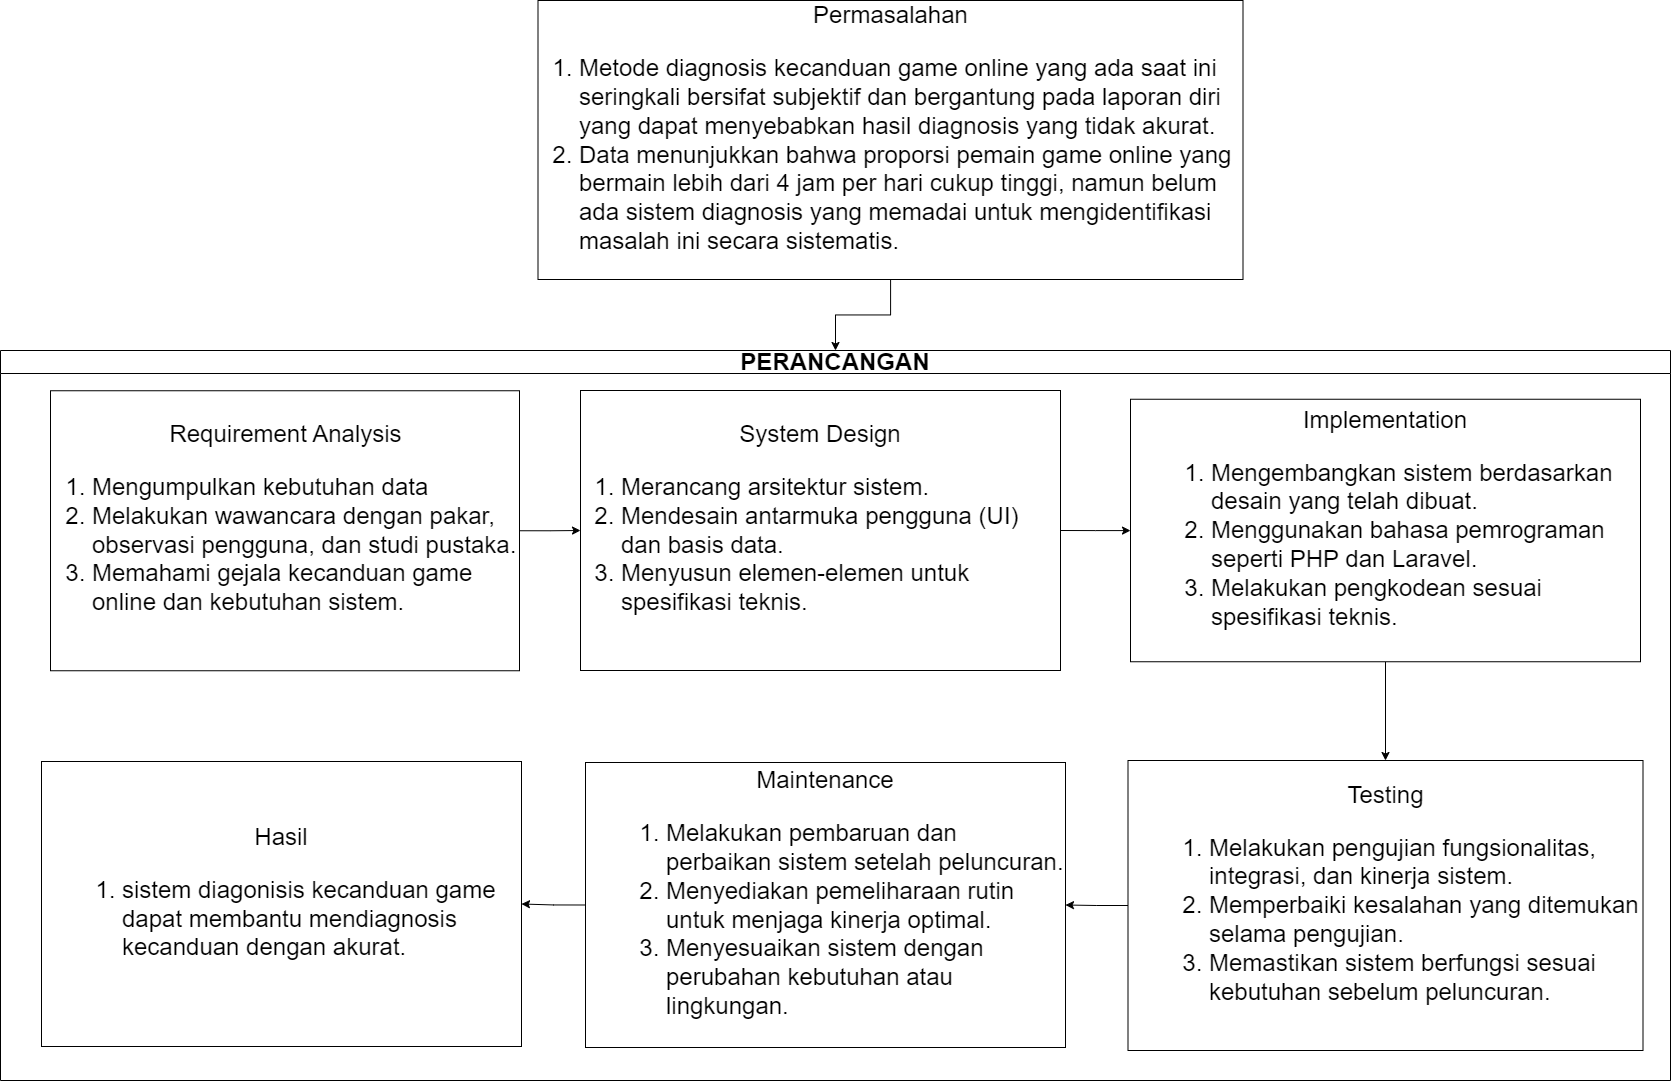 Permasalahan
1. Metode diagnosis kecanduan game online yang ada saat ini
seringkali bersifat subjektif dan bergantung pada laporan diri
yang dapat menyebabkan hasil diagnosis yang tidak akurat.
2. Data menunjukkan bahwa proporsi pemain game online yang
bermain lebih dari 4 jam per hari cukup tinggi, namun belum
ada sistem diagnosis yang memadai untuk mengidentifikasi
masalah ini secara sistematis.
PERANCANGAN
Requirement Analysis
1. Mengumpulkan kebutuhan data
2. Melakukan wawancara dengan pakar,
observasi pengguna, dan studi pustaka.
3. Memahami gejala kecanduan game
online dan kebutuhan sistem.
System Design
1. Merancang arsitektur sistem.
2. Mendesain antarmuka pengguna (UI)
dan basis data.
3. Menyusun elemen-elemen untuk
spesifikasi teknis.
Implementation
1. Mengembangkan sistem berdasarkan
desain yang telah dibuat.
2. Menggunakan bahasa pemrograman
seperti PHP dan Laravel.
3. Melakukan pengkodean sesuai
spesifikasi teknis.
Testing
1. Melakukan pengujian fungsionalitas,
integrasi, dan kinerja sistem.
2. Memperbaiki kesalahan yang ditemukan
selama pengujian.
3. Memastikan sistem berfungsi sesuai
kebutuhan sebelum peluncuran.
Maintenance
1. Melakukan pembaruan dan
perbaikan sistem setelah peluncuran.
2. Menyediakan pemeliharaan rutin
untuk menjaga kinerja optimal.
3. Menyesuaikan sistem dengan
perubahan kebutuhan atau
lingkungan.
Hasil
1. sistem diagonisis kecanduan game
dapat membantu mendiagnosis
kecanduan dengan akurat.